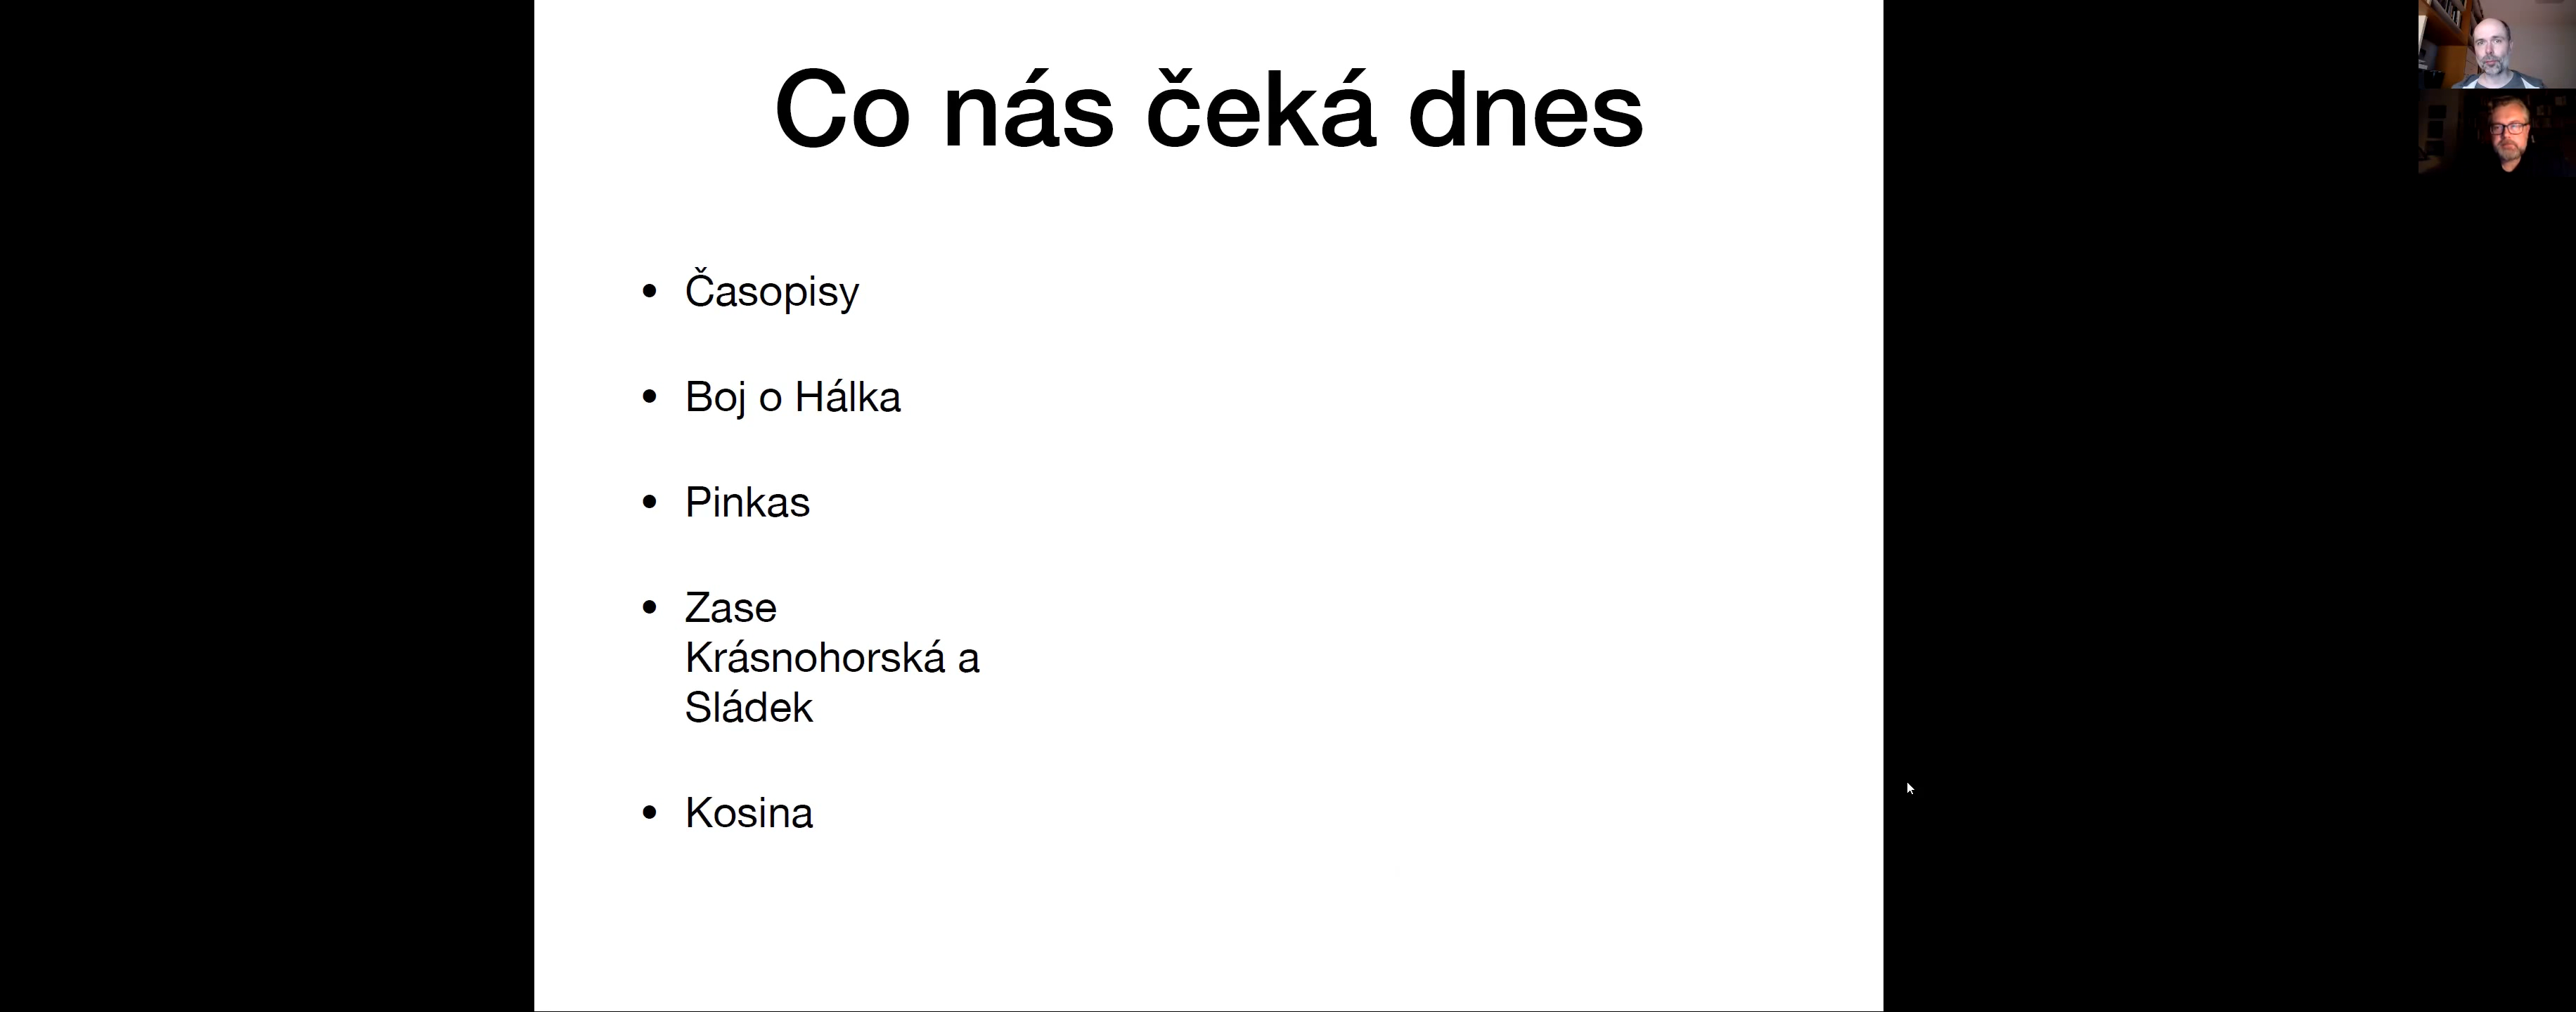 Co nás čeká dnes
• Časopisy
• Boj o Hálka
• Pinkas
• Zase
Krásnohorská a
Sládek
• Kosina